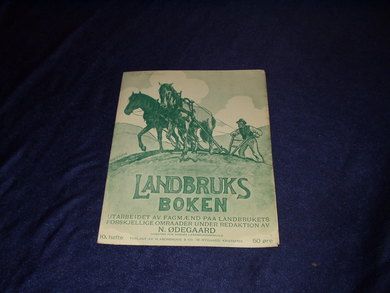 LANDBRUKS
BOKEN
UTARBEIDET AV FAGMÆND PAA LANDBRUKETS
FORSKJELLIGE OMRAADER UNDER REDAKTION AV
N. ØDEGAARD
10. hefte
50 øre